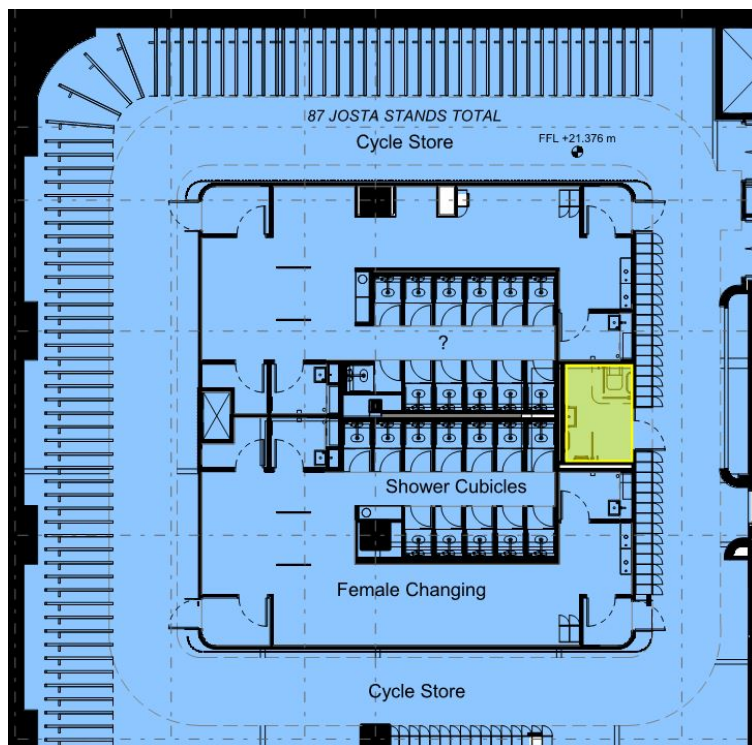 87 JOSTA STANDS TOTAL
Cycle Store
FFL +21.376 m
?
Shower Cubicles
Female Changing
Cycle Store